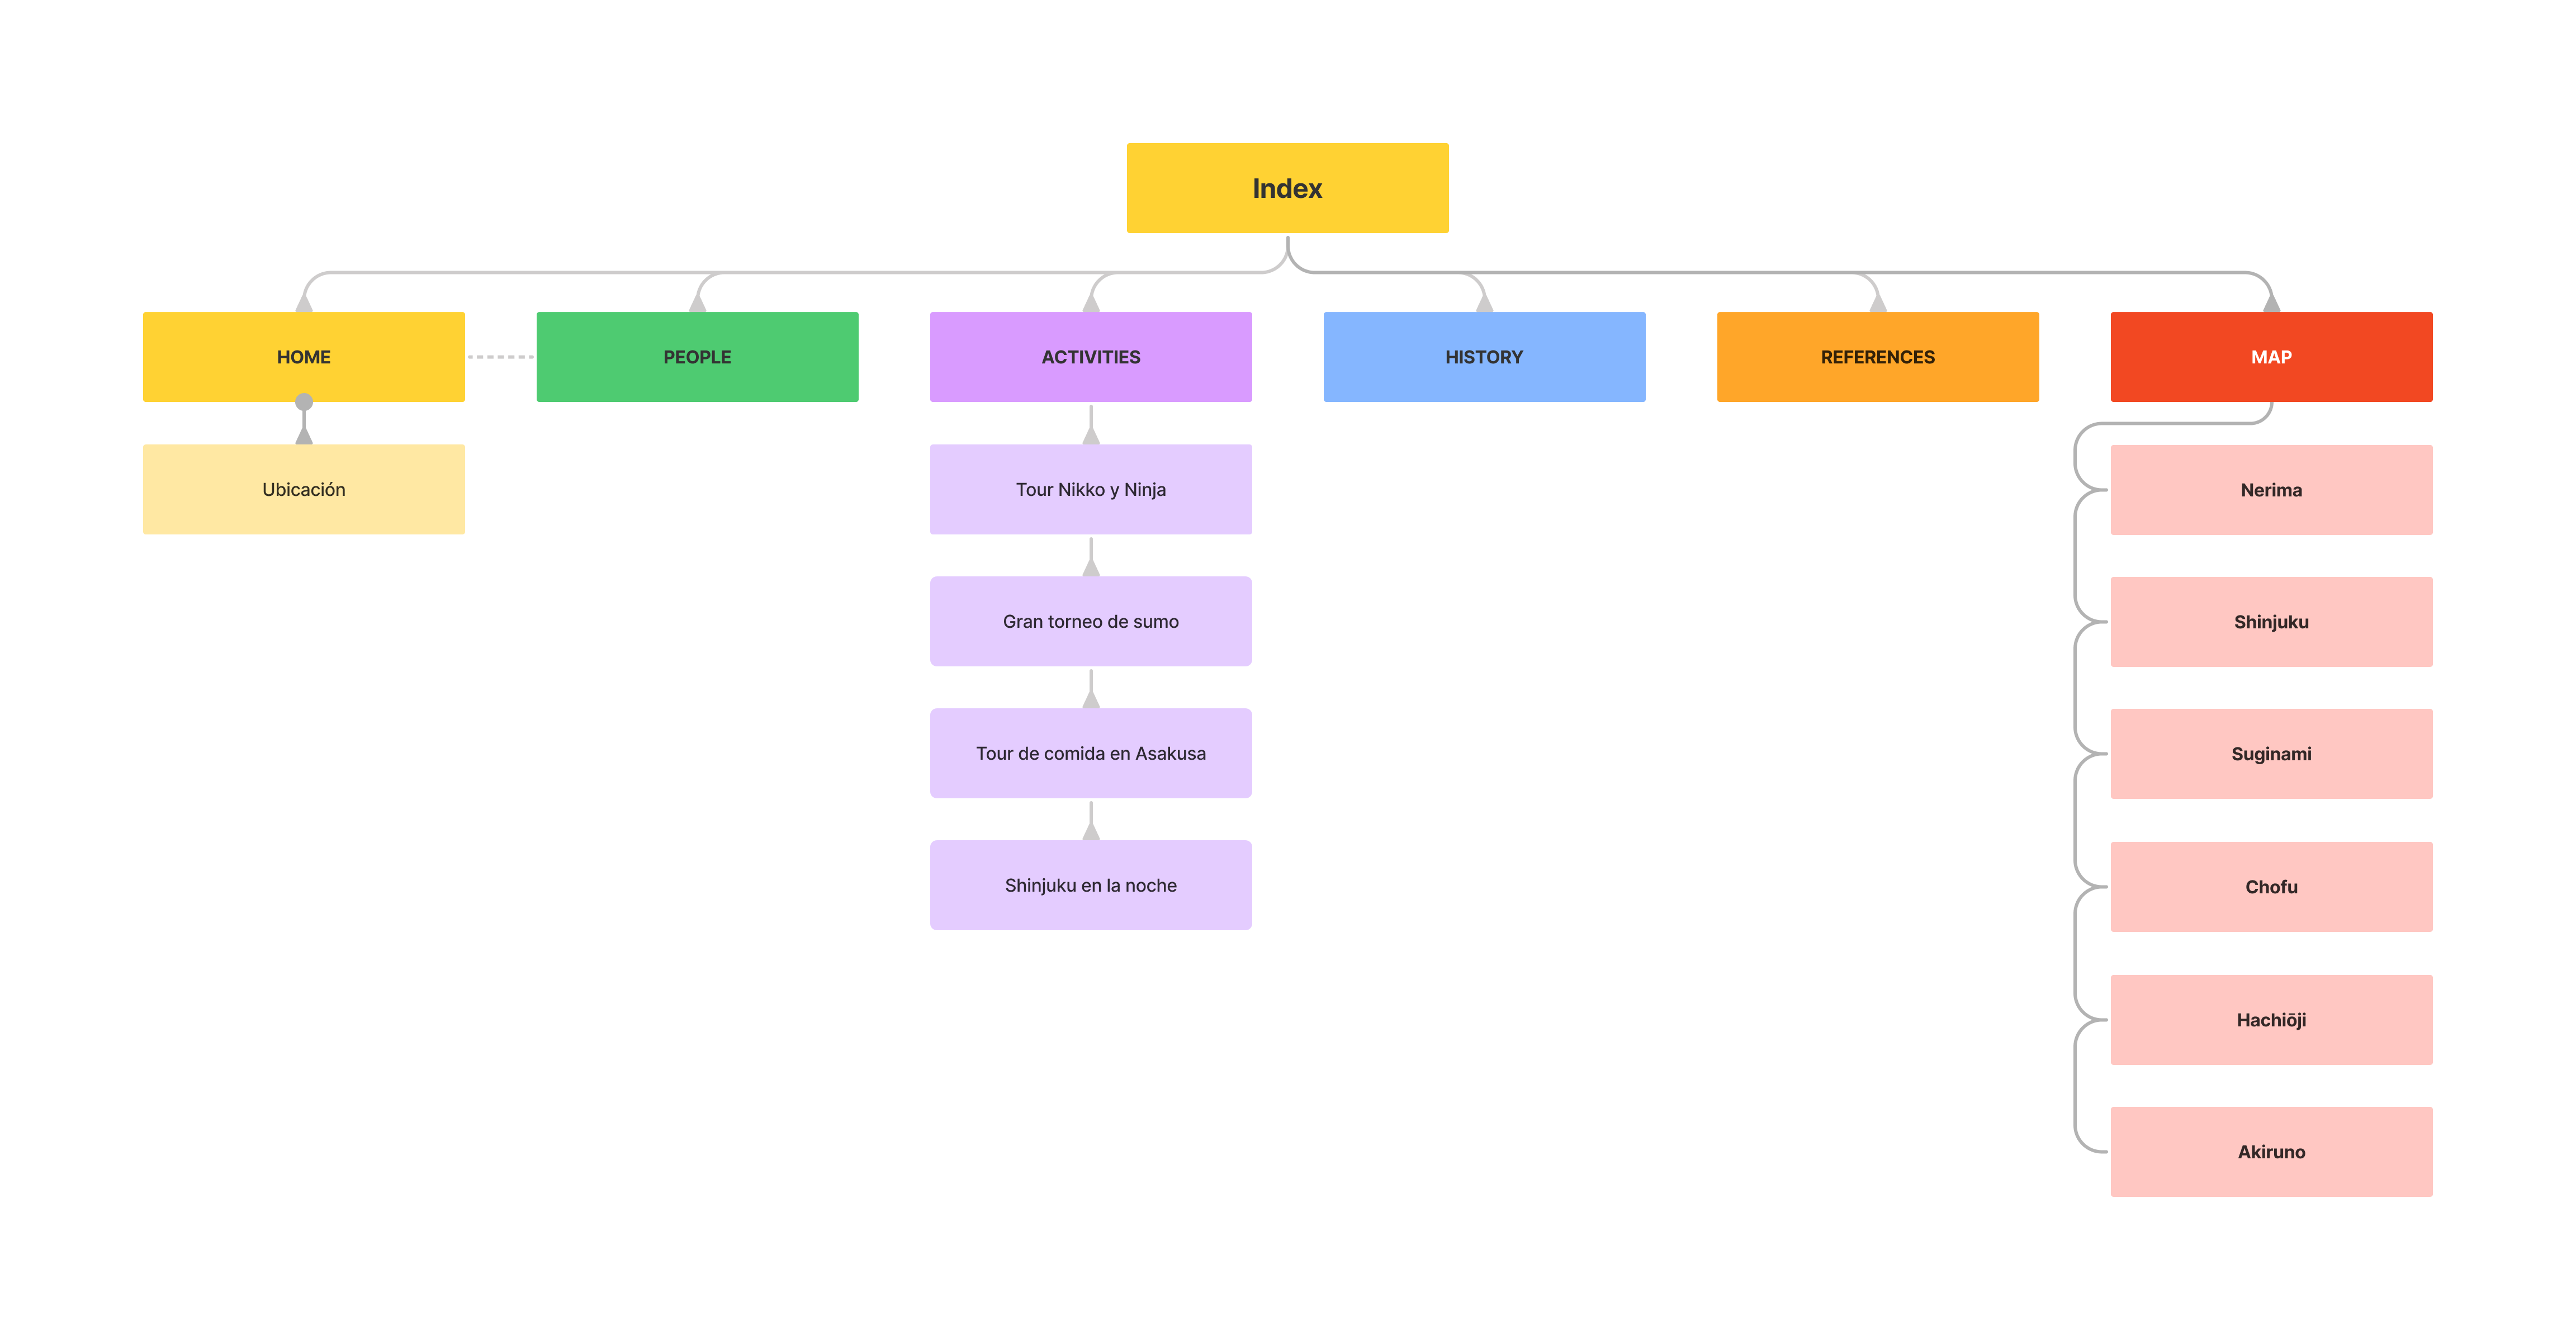 Index
HOME
PEOPLE
ACTIVITIES
HISTORY
REFERENCES
MAP
Ubicación
Tour Nikko y Ninja
Gran torneo de sumo
Tour de comida en Asakusa
Shinjuku en la noche
Nerima
Shinjuku
Suginami
Chofu
Hachiōji
Akiruno